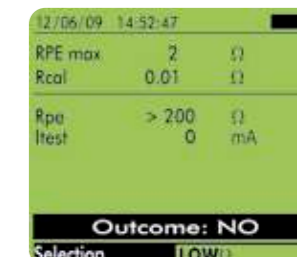 12/06/09 14:52:47
RPE max 2 Ω
Rcal 0.01 Ω
Rpe > 200 Ω
Itest 0 mA
Outcome: NO
Selection LOWΩ